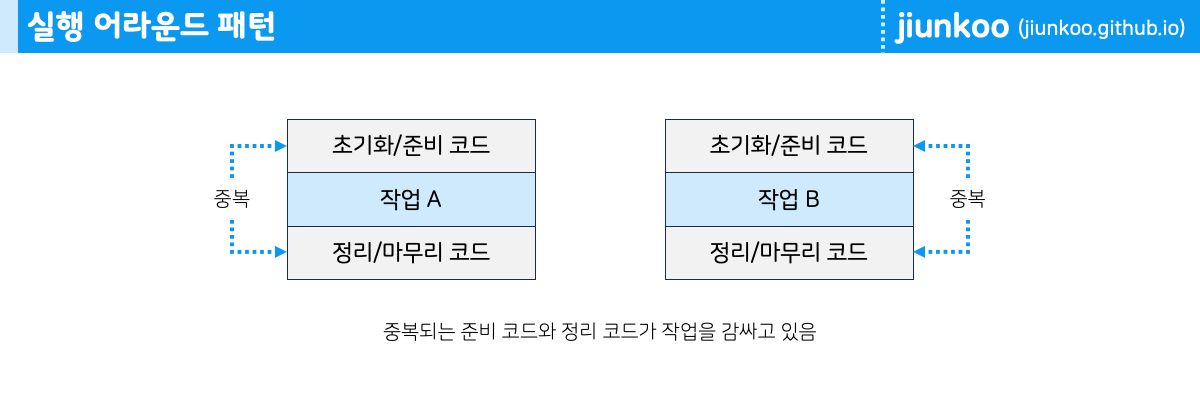 실행 어라운드 패턴
jiunkoo (jiunkoo.github.io)
초기화/준비 코드
작업 A
정리/마무리 코드
중복
초기화/준비 코드
작업 B
정리/마무리 코드
중복
중복되는 준비 코드와 정리 코드가 작업을 감싸고 있음